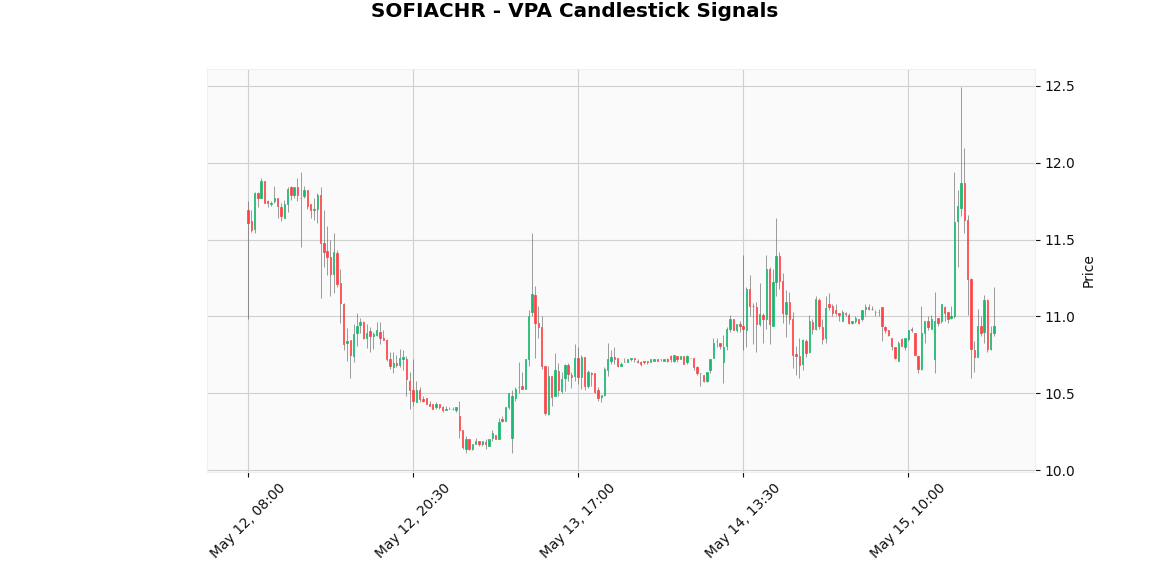 SOFIACHR - VPA Candlestick Signals
12.5
12.0
11.5
11.0
10.5
10.0
Price
May 12, 08:00
May 12, 20:30
May 13, 17:00
May 14, 13:30
May 15, 10:00